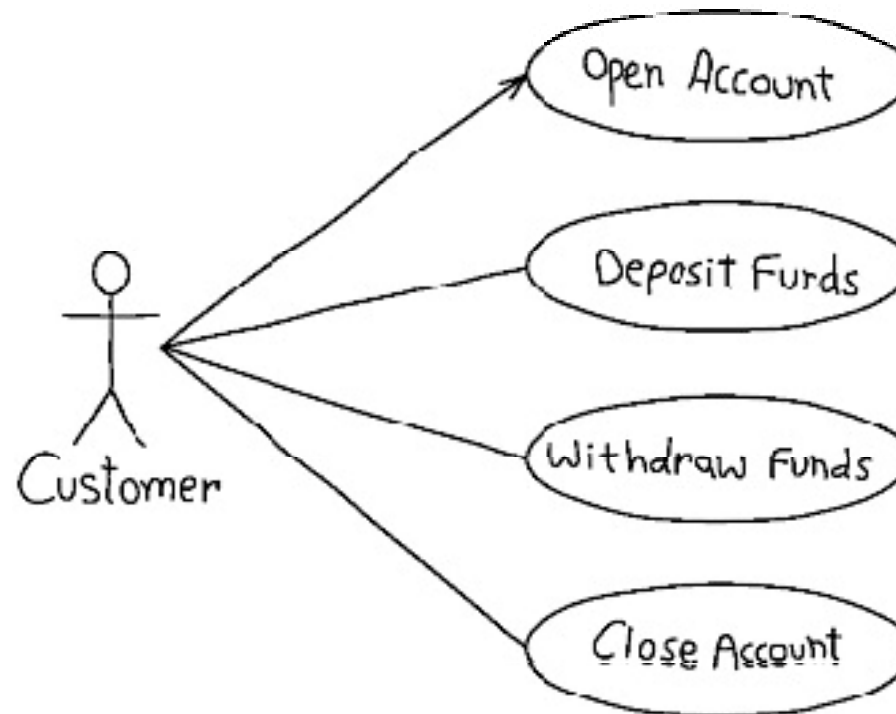 Open Account
Deposit Furds
Withdraw Funds
Customer
Close Account